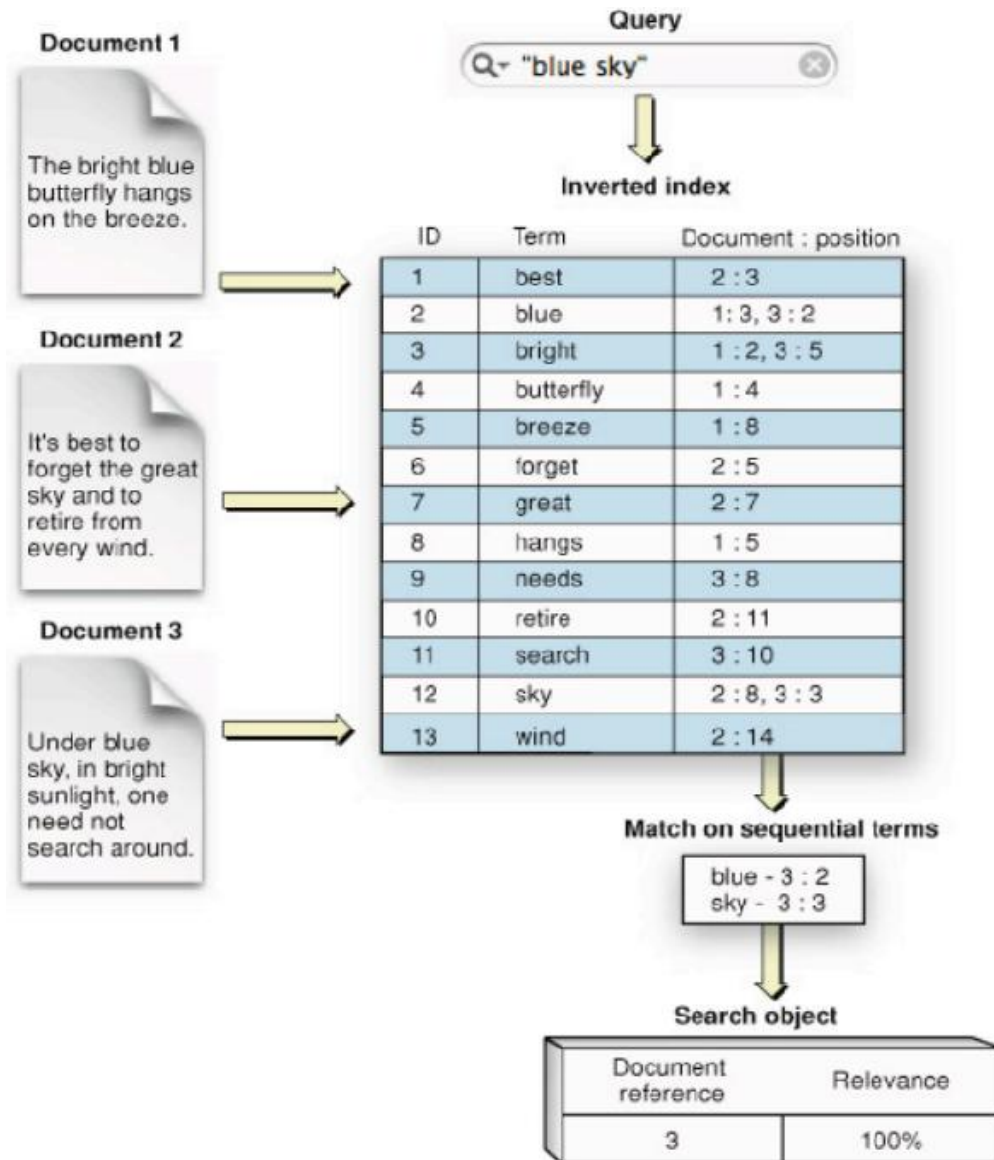 Document 1
The bright blue
butterfly hangs
on the breeze.
Document 2
It's best to
forget the great
sky and to
retire from
every wind.
Document 3
Under blue
sky, in bright
sunlight, one
need not
search around.
Query
"blue sky"
Inverted index
ID Term Document : position
1 best 2 : 3
2 blue 1: 3, 3 : 2
3 bright 1 : 2, 3 : 5
4 butterfly 1 : 4
5 breeze 1 : 8
6 forget 2 : 5
7 great 2 : 7
8 hangs 1 : 5
9 needs 3 : 8
10 retire 2 : 11
11 search 3 : 10
12 sky 2 : 8, 3 : 3
13 wind 2 : 14
Match on sequential terms
blue - 3 : 2
sky - 3 : 3
Search object
Document
reference
Relevance
3 100%